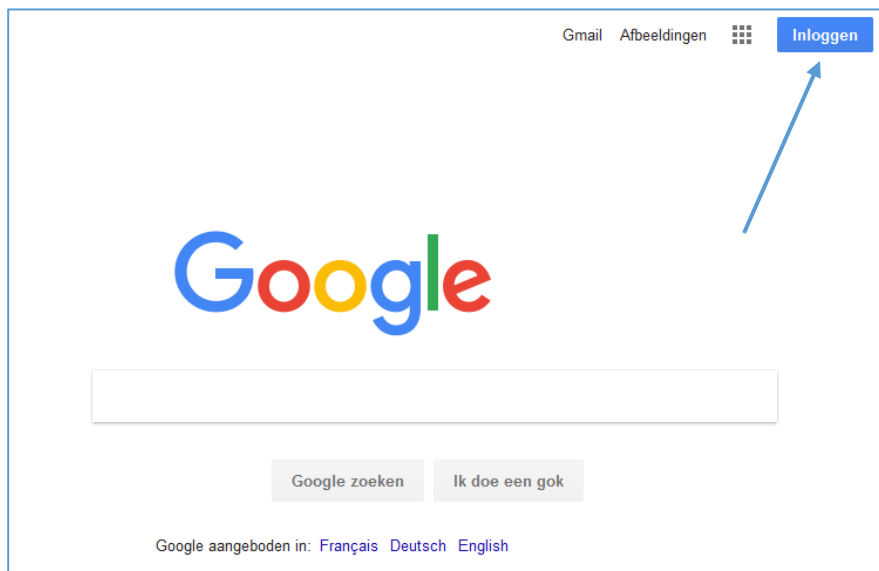 Gmail Afbeeldingen Inloggen
Google
Google zoeken Ik doe een gok
Google aangeboden in: Français Deutsch English